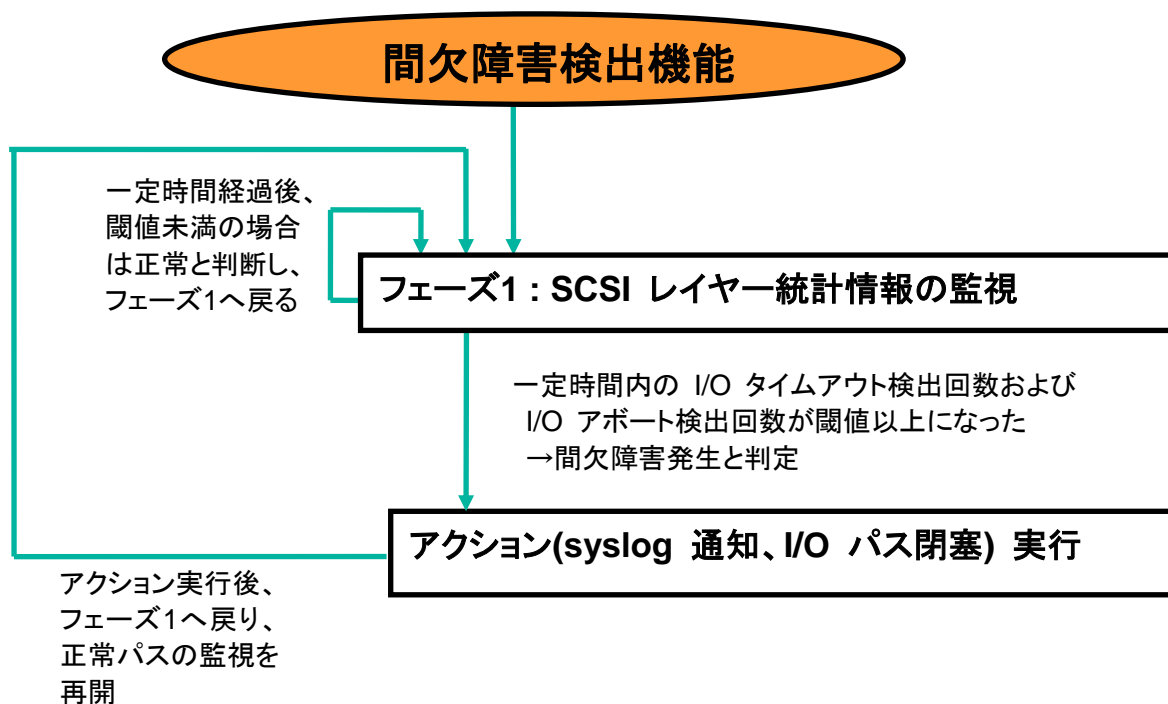 間欠障害検出機能
一定時間経過後、
閾値未満の場合
は正常と判断し、
フェーズ1へ戻る
フェーズ1 : SCSI レイヤー統計情報の監視
一定時間内の I/O タイムアウト検出回数および
I/O アボート検出回数が閾値以上になった
→間欠障害発生と判定
アクション(syslog 通知、I/O パス閉塞) 実行
アクション実行後、
フェーズ1へ戻り、
正常パスの監視を
再開